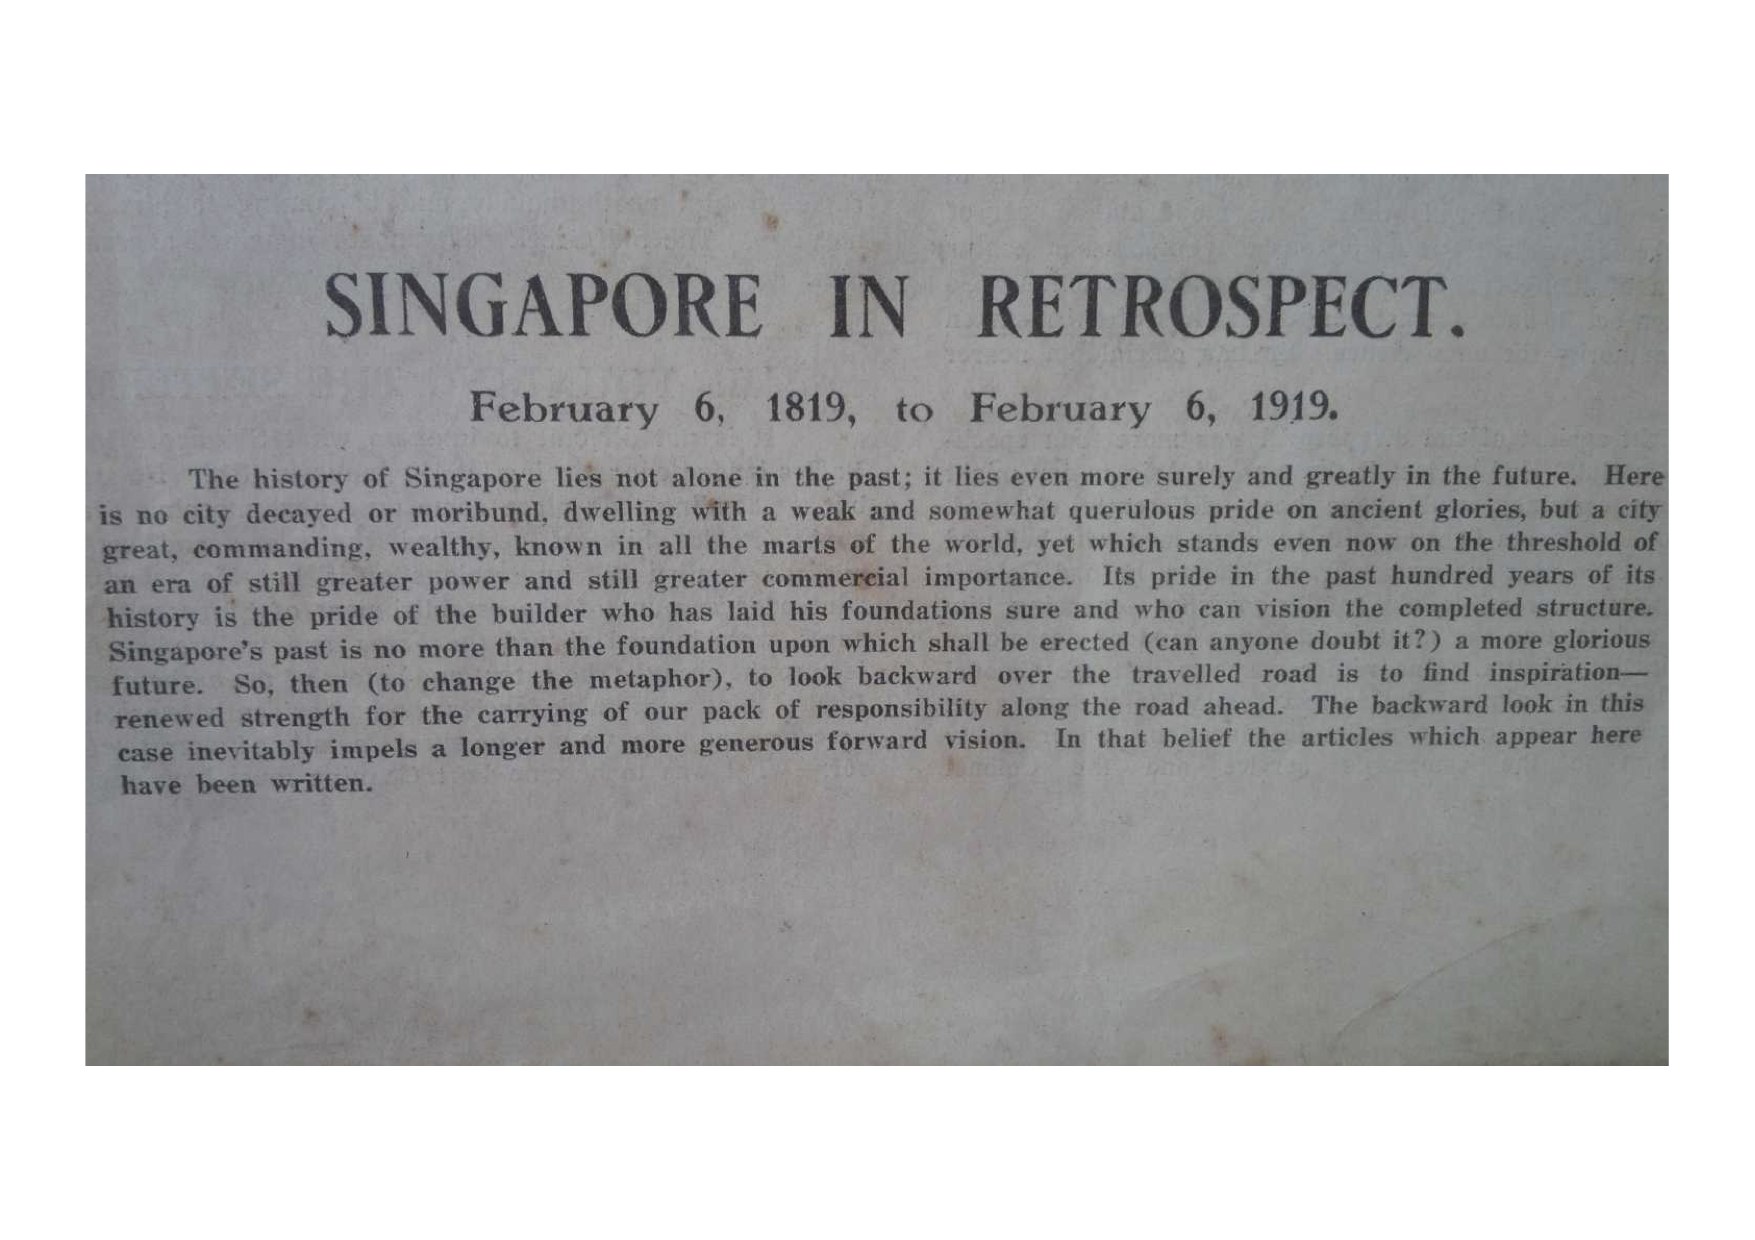 SINGAPORE IN RETROSPECT.
February 6, 1819, to February 6, 1919.
The history of Singapore lies not alone in the past; it lies even more surely and greatly in the future. Here
is no city decayed or moribund, dwelling with a weak and somewhat querulous pride on ancient glories, but a city
great, commanding, wealthy, known in all the marts of the world, yet which stands even now on the threshold of
an era of still greater power and still greater commercial importance. Its pride in the past hundred years of its
history is the pride of the builder who has laid his foundations sure and who can vision the completed structure.
Singapore's past is no more than the foundation upon which shall be erected (can anyone doubt it?) a more glorious
future. So, then (to change the metaphor), to look backward over the travelled road is to find inspiration—
renewed strength for the carrying of our pack of responsibility along the road ahead. The backward look in this
case inevitably impels a longer and more generous forward vision. In that belief the articles which appear here
have been written.